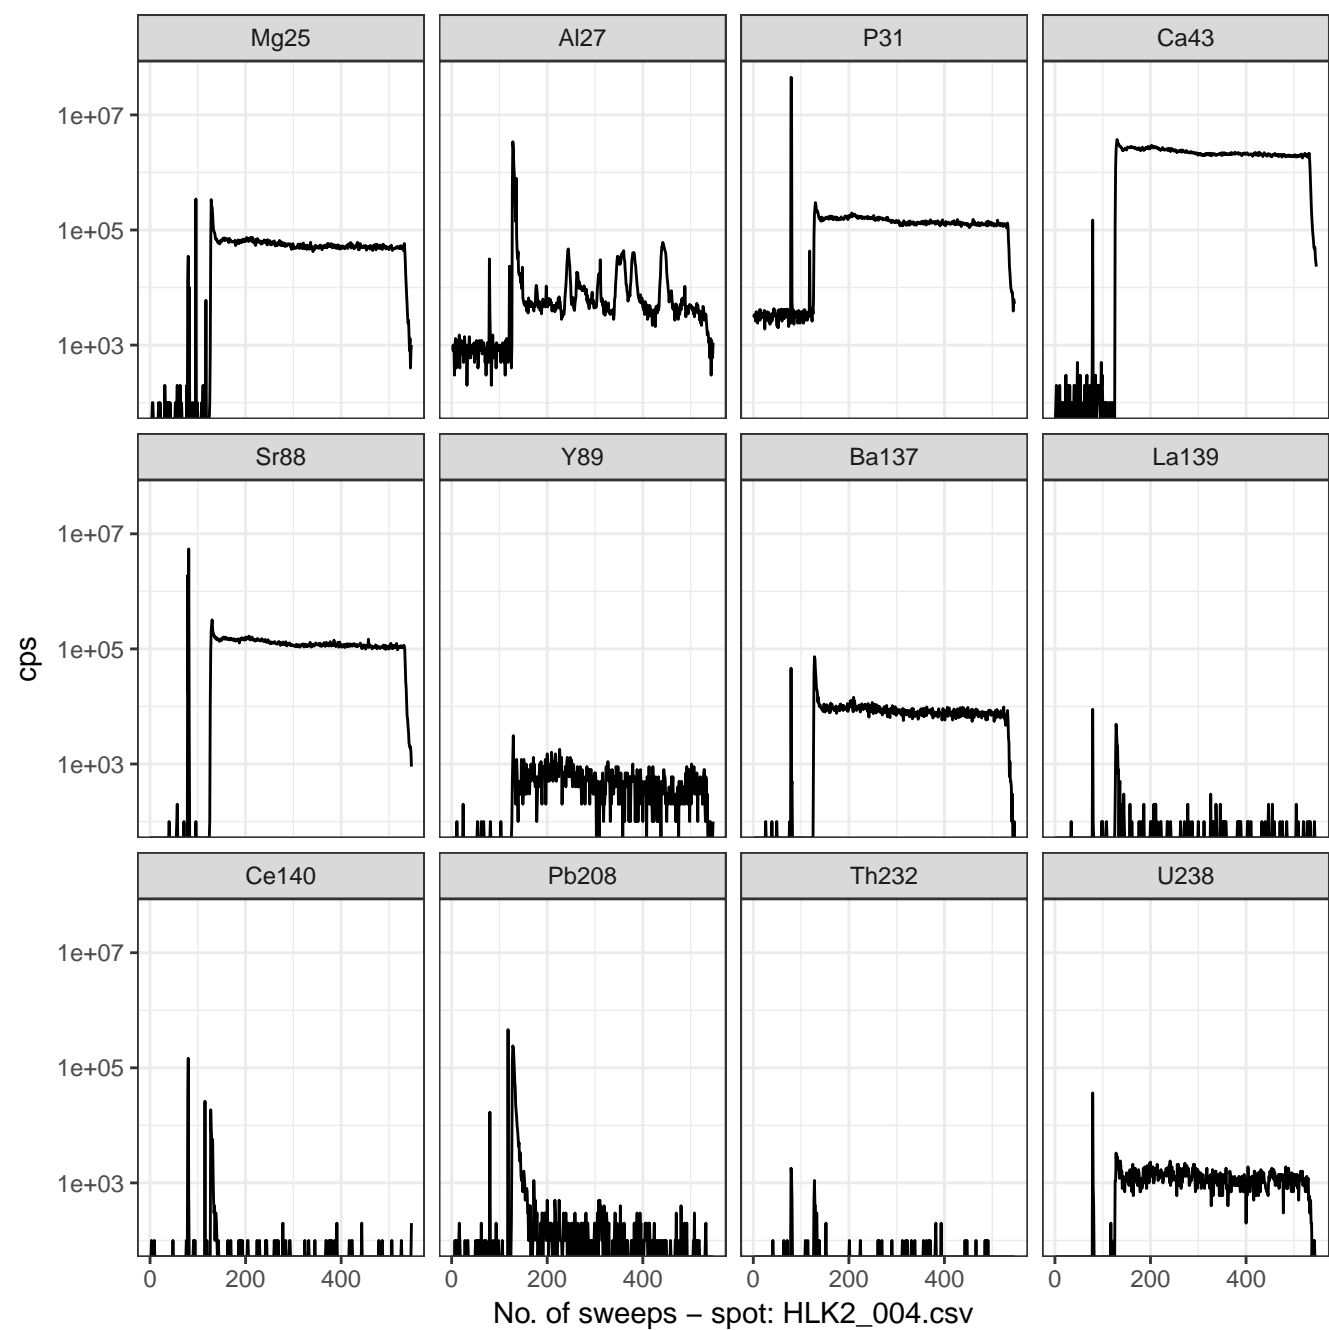 Mg25 Al27 P31 Ca43
1e+07
1e+05
1e+03
Sr88 Y89 Ba137 La139
1e+07
1e+05
1e+03
cps
Ce140 Pb208 Th232 U238
1e+07
1e+05
1e+03
0 200 400 0 200 400 0 200 400 0 200 400
No. of sweeps − spot: HLK2_004.csv